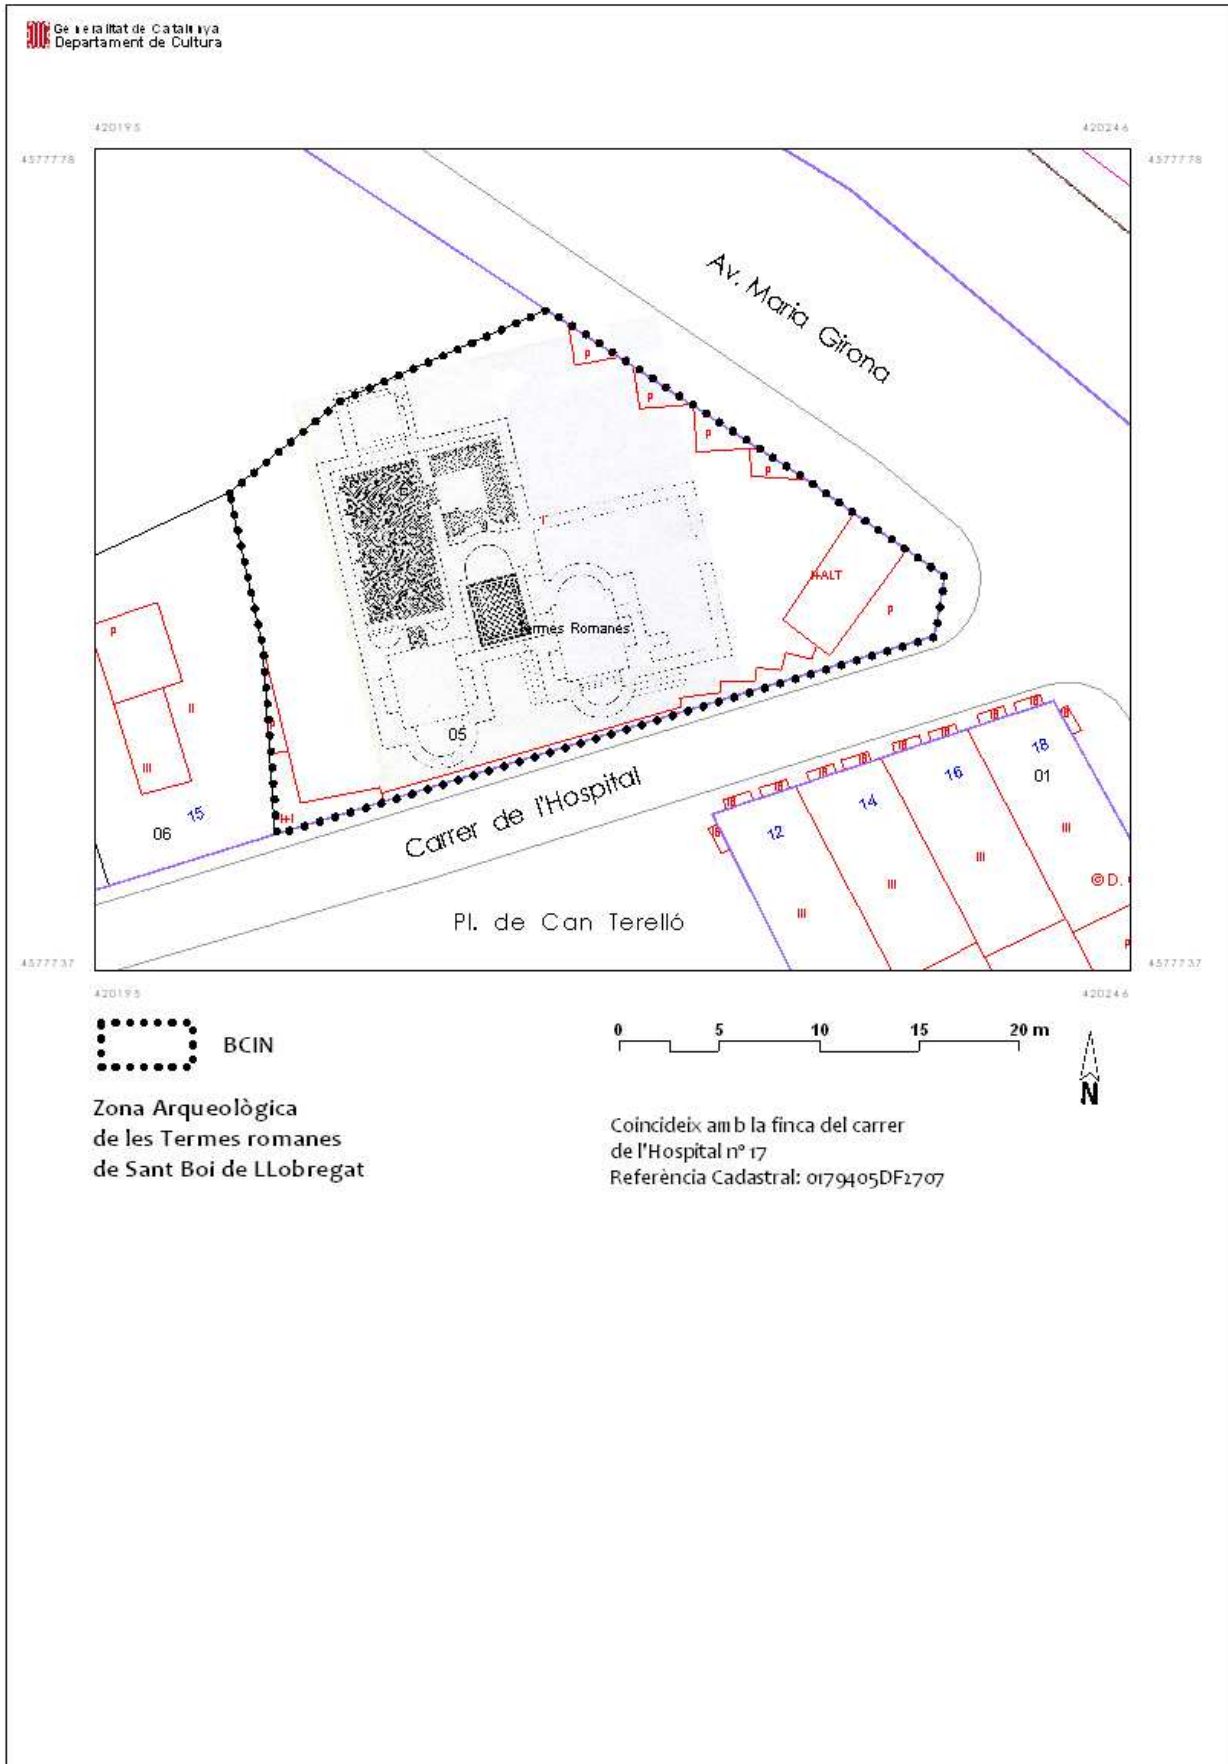 Generalitat de Catalunya
Departament de Cultura
420195
420246
4577778
4577778
Av. Maria Girona
P
P
P
P
I
II+ALT
P
Termes Romanes
P
II
III
05
15
06
I+I
Carrer de l'Hospital
Pl. de Can Terelló
12
14
16
18
01
III
III
III
III
©D.
P
4577737
4577737
420195
420246
BCIN
0 5 10 15 20 m
N
Zona Arqueològica
de les Termes romanes
de Sant Boi de LLobregat
Coincideix amb la finca del carrer
de l'Hospital nº 17
Referència Cadastral: 0179405DF2707